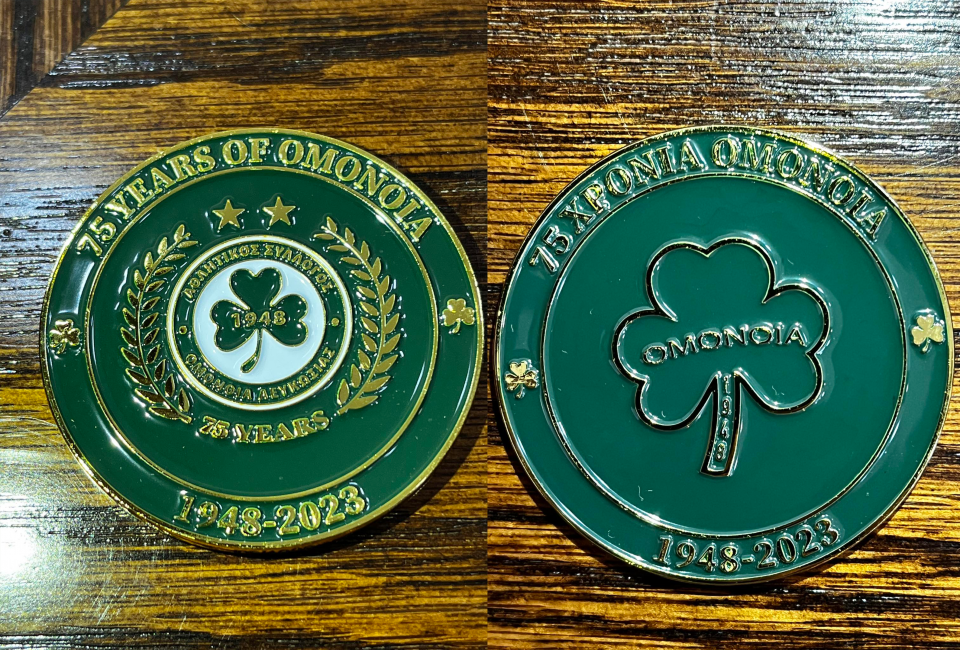 75 YEARS OF OMONOIA
ΑΘΛΗΤΙΚΟΣ ΣΥΛΛΟΓΟΣ
1948
ΟΜΟΝΟΙΑ ΛΕΥΚΩΣΙΑΣ
75 YEARS
1948-2023
75 ΧΡΟΝΙΑ ΟΜΟΝΟΙΑ
ΟΜΟΝΟΙΑ
1948
1948-2023